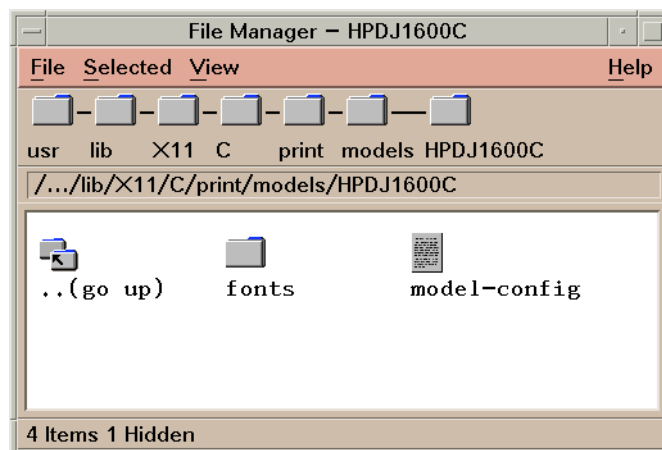 File Manager – HPDJ1600C
File Selected View Help
usr lib X11 C print models HPDJ1600C
/.../lib/X11/C/print/models/HPDJ1600C
..(go up) fonts model-config
4 Items 1 Hidden